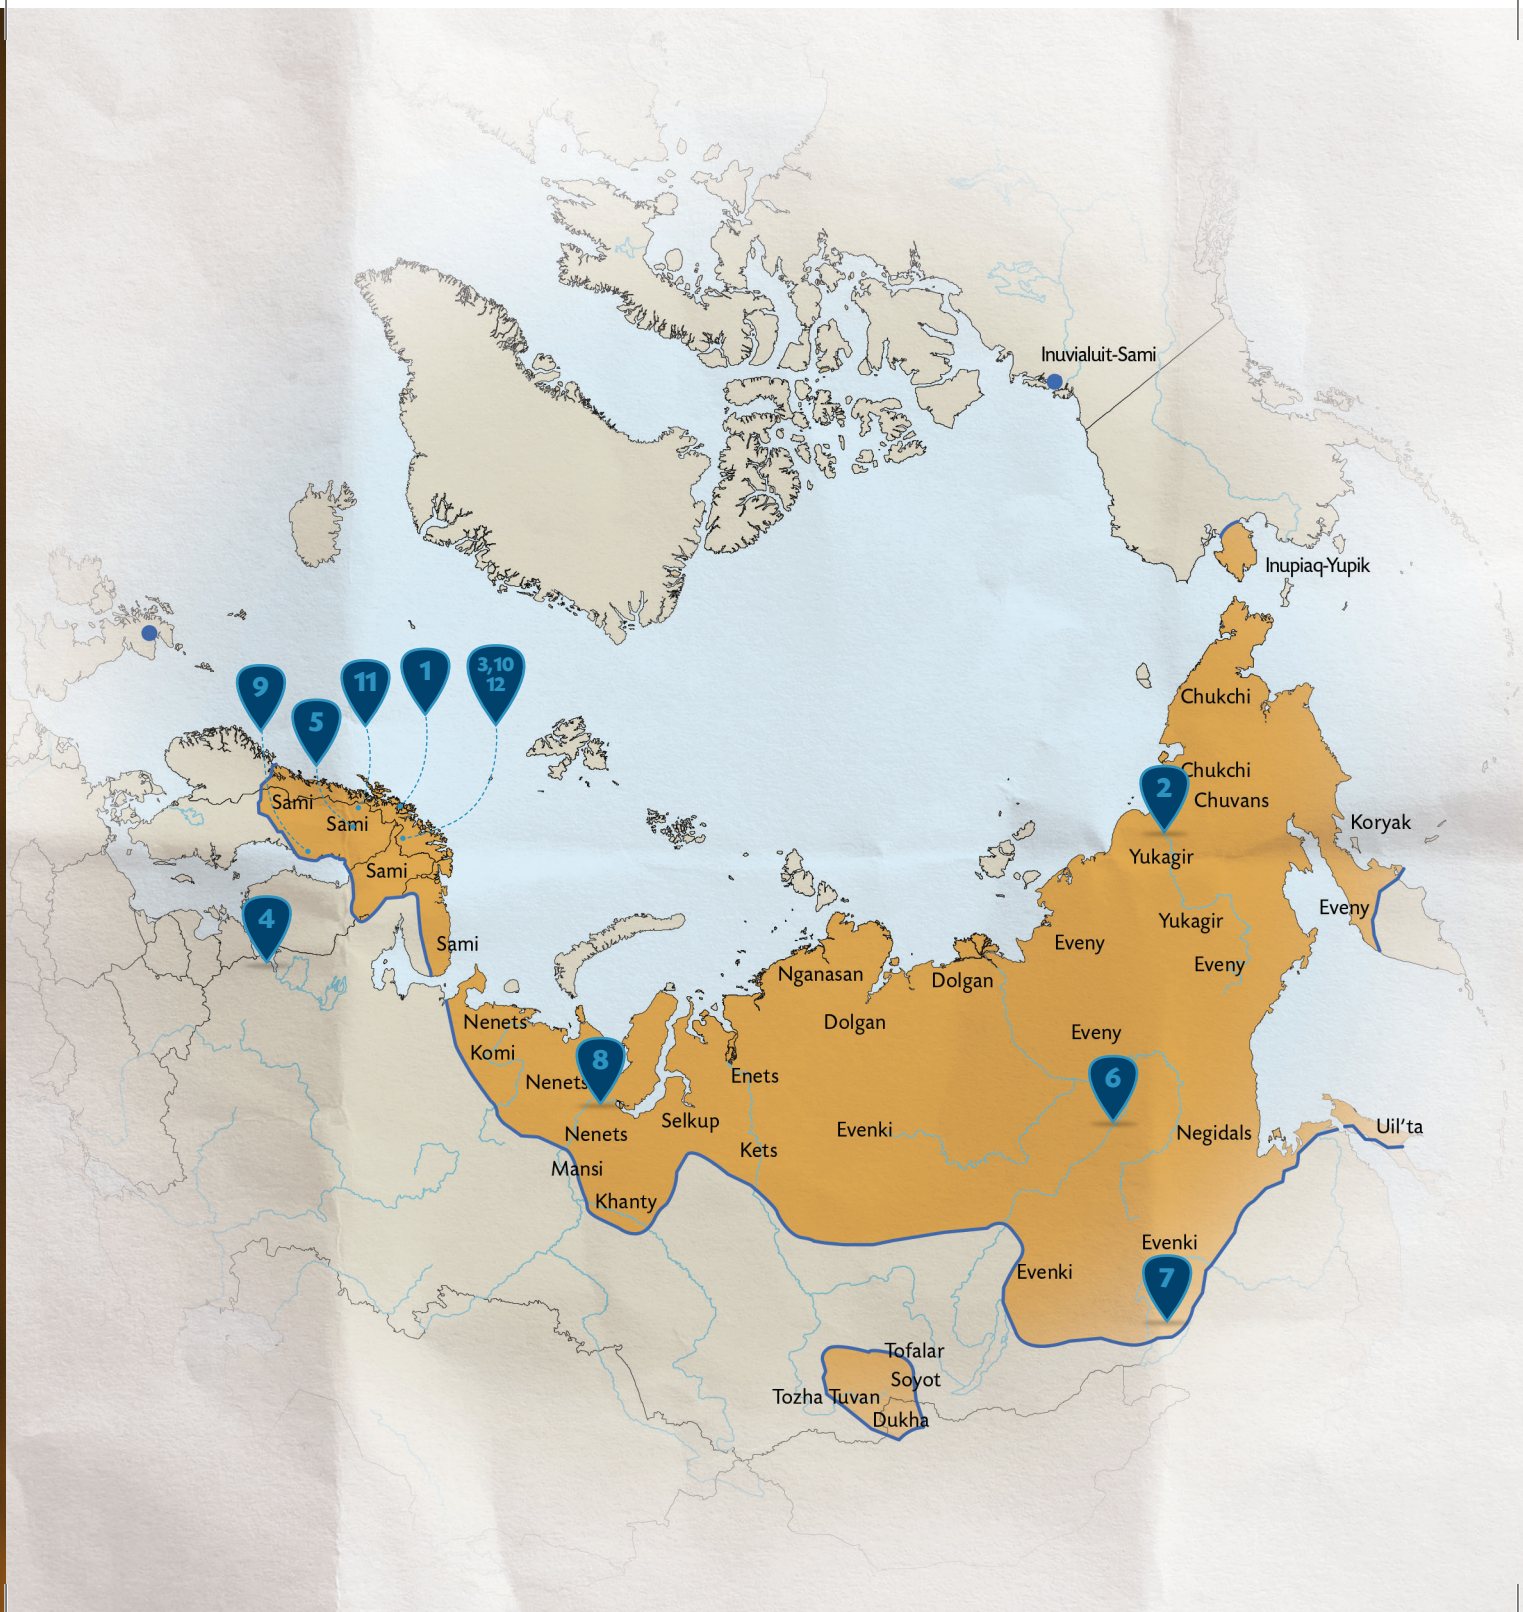 Inuvialuit-Sami
Inupiaq-Yupik
9
5
11
1
3,10
12
Chukchi
Chukchi
2
Chuvans
Koryak
Sami
Sami
Sami
Yukagir
4
Eveny
Yukagir
Sami
Eveny
Eveny
Nganasan
Dolgan
Nenets
Dolgan
Eveny
Komi
8
Nenets
Enets
6
Selkup
Nenets
Evenki
Negidals
Uil'ta
Kets
Mansi
Khanty
Evenki
Evenki
7
Tofalar
Soyot
Tozha Tuvan
Dukha